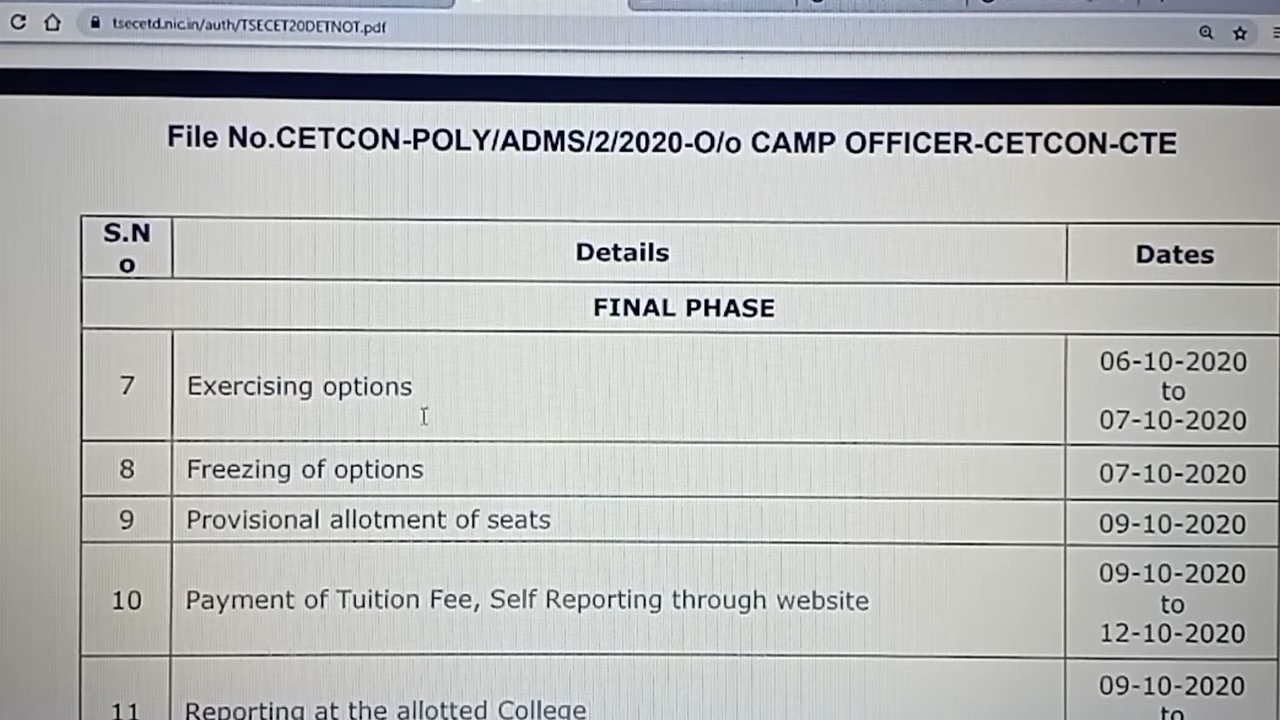 tsecetd.nic.in/auth/TSECET20DETNOT.pdf
File No.CETCON-POLY/ADMS/2/2020-O/o CAMP OFFICER-CETCON-CTE
S.N
o
Details
Dates
FINAL PHASE
7
Exercising options
06-10-2020
to
07-10-2020
8
Freezing of options
07-10-2020
9
Provisional allotment of seats
09-10-2020
10
Payment of Tuition Fee, Self Reporting through website
09-10-2020
to
12-10-2020
11
Reporting at the allotted College
09-10-2020
to